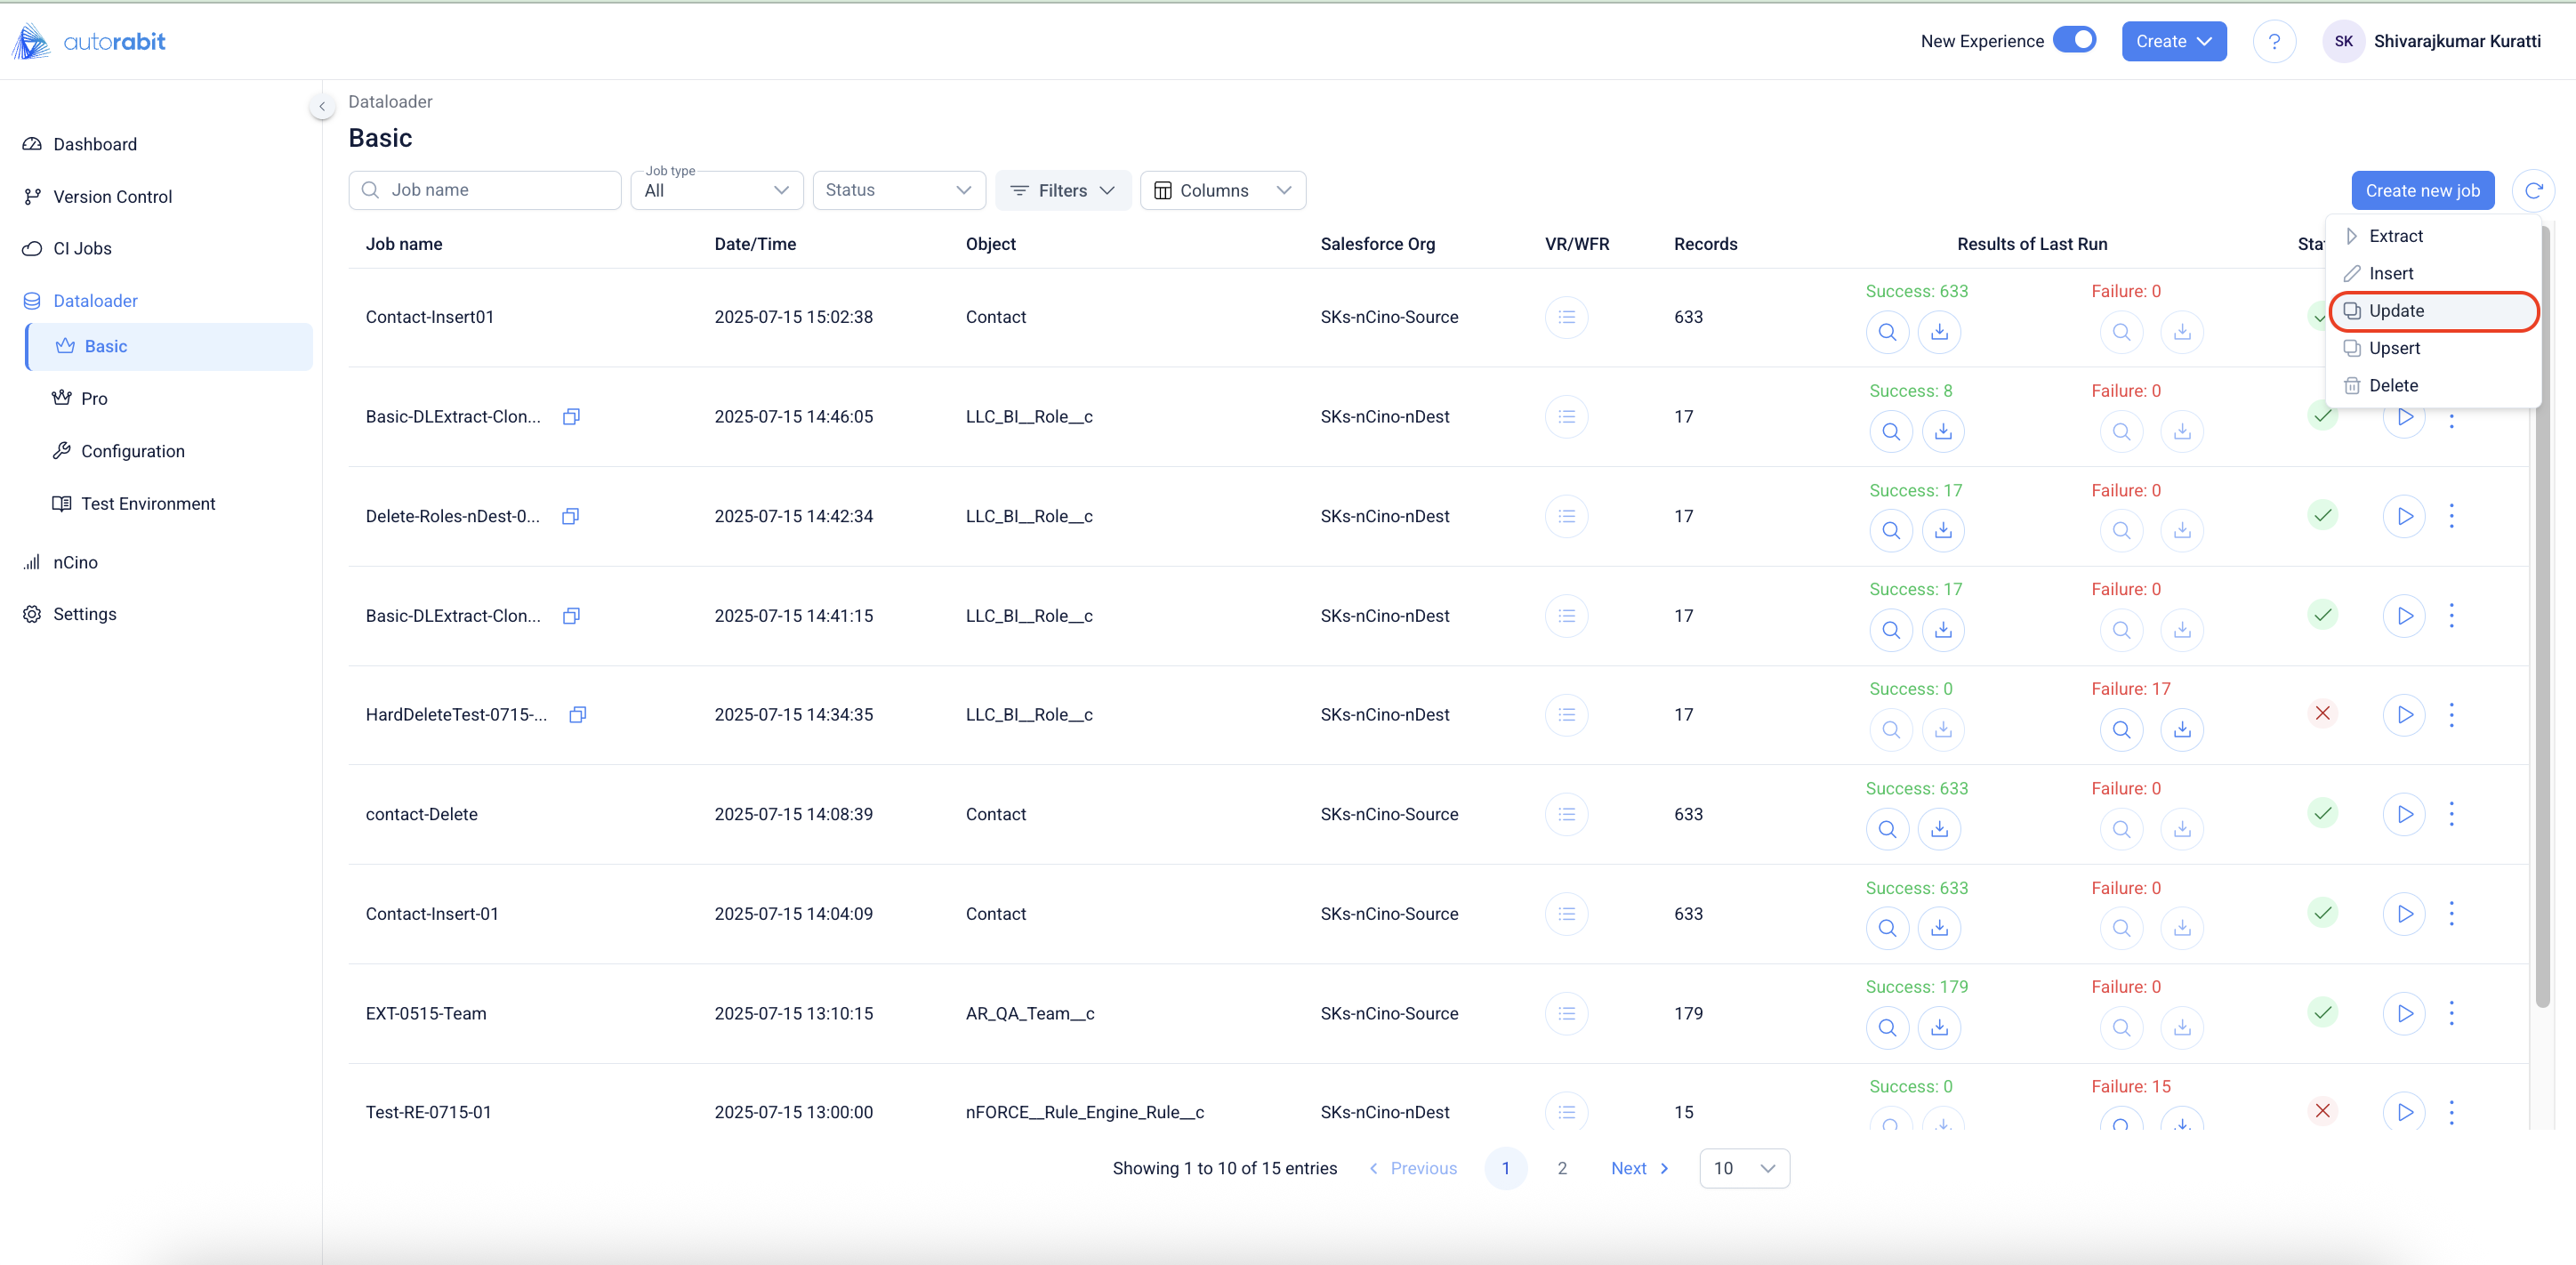 autorabit
New Experience
Create
?
SK
Shivarajkumar Kuratti
Dashboard
Version Control
CI Jobs
Dataloader
Basic
Pro
Configuration
Test Environment
nCino
Settings
Dataloader
Basic
Job name
Job type
All
Status
Filters
Columns
Create new job
Extract
Insert
Update
Upsert
Delete
Job name Date/Time Object Salesforce Org VR/WFR Records Results of Last Run
Contact-Insert01 2025-07-15 15:02:38 Contact SKs-nCino-Source 633 Success: 633 Failure: 0
Basic-DLExtract-Clon... 2025-07-15 14:46:05 LLC_BI__Role__c SKs-nCino-nDest 17 Success: 8 Failure: 0
Delete-Roles-nDest-0... 2025-07-15 14:42:34 LLC_BI__Role__c SKs-nCino-nDest 17 Success: 17 Failure: 0
Basic-DLExtract-Clon... 2025-07-15 14:41:15 LLC_BI__Role__c SKs-nCino-nDest 17 Success: 17 Failure: 0
HardDeleteTest-0715-... 2025-07-15 14:34:35 LLC_BI__Role__c SKs-nCino-nDest 17 Success: 0 Failure: 17
contact-Delete 2025-07-15 14:08:39 Contact SKs-nCino-Source 633 Success: 633 Failure: 0
Contact-Insert-01 2025-07-15 14:04:09 Contact SKs-nCino-Source 633 Success: 633 Failure: 0
EXT-0515-Team 2025-07-15 13:10:15 AR_QA_Team__c SKs-nCino-Source 179 Success: 179 Failure: 0
Test-RE-0715-01 2025-07-15 13:00:00 nFORCE__Rule_Engine_Rule__c SKs-nCino-nDest 15 Success: 0 Failure: 15
Showing 1 to 10 of 15 entries Previous 1 2 Next 10